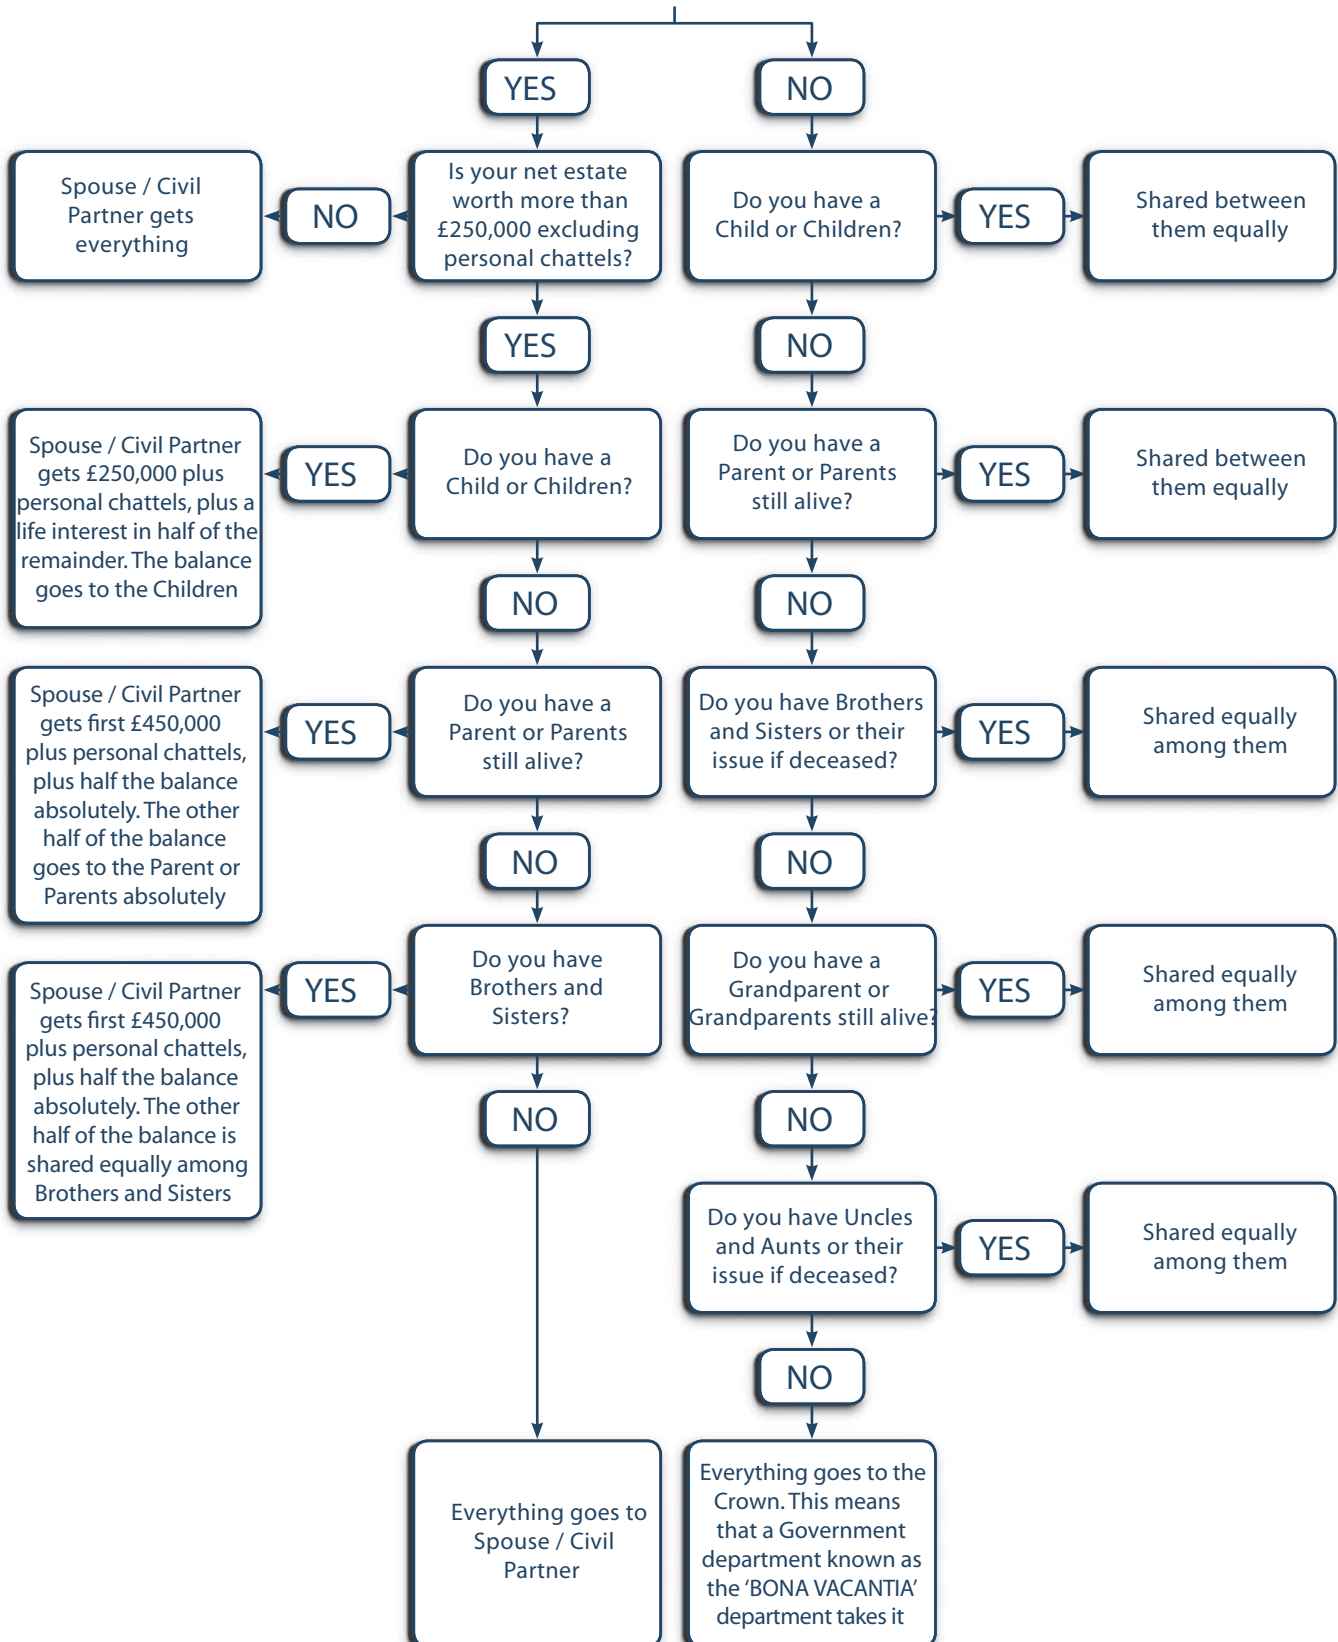 YES
NO
Spouse / Civil
Partner gets
everything
NO
Is your net estate
worth more than
£250,000 excluding
personal chattels?
Do you have a
Child or Children?
YES
Shared between
them equally
YES
NO
Spouse / Civil Partner
gets £250,000 plus
personal chattels, plus a
life interest in half of the
remainder. The balance
goes to the Children
YES
Do you have a
Child or Children?
Do you have a
Parent or Parents
still alive?
YES
Shared between
them equally
NO
NO
Spouse / Civil Partner
gets first £450,000
plus personal chattels,
plus half the balance
absolutely. The other
half of the balance
goes to the Parent or
Parents absolutely
YES
Do you have a
Parent or Parents
still alive?
Do you have Brothers
and Sisters or their
issue if deceased?
YES
Shared equally
among them
NO
NO
Spouse / Civil Partner
gets first £450,000
plus personal chattels,
plus half the balance
absolutely. The other
half of the balance is
shared equally among
Brothers and Sisters
YES
Do you have
Brothers and
Sisters?
Do you have a
Grandparent or
Grandparents still alive?
YES
Shared equally
among them
NO
NO
Do you have Uncles
and Aunts or their
issue if deceased?
YES
Shared equally
among them
NO
Everything goes to
Spouse / Civil
Partner
Everything goes to the
Crown. This means
that a Government
department known as
the ‘BONA VACANTIA’
department takes it